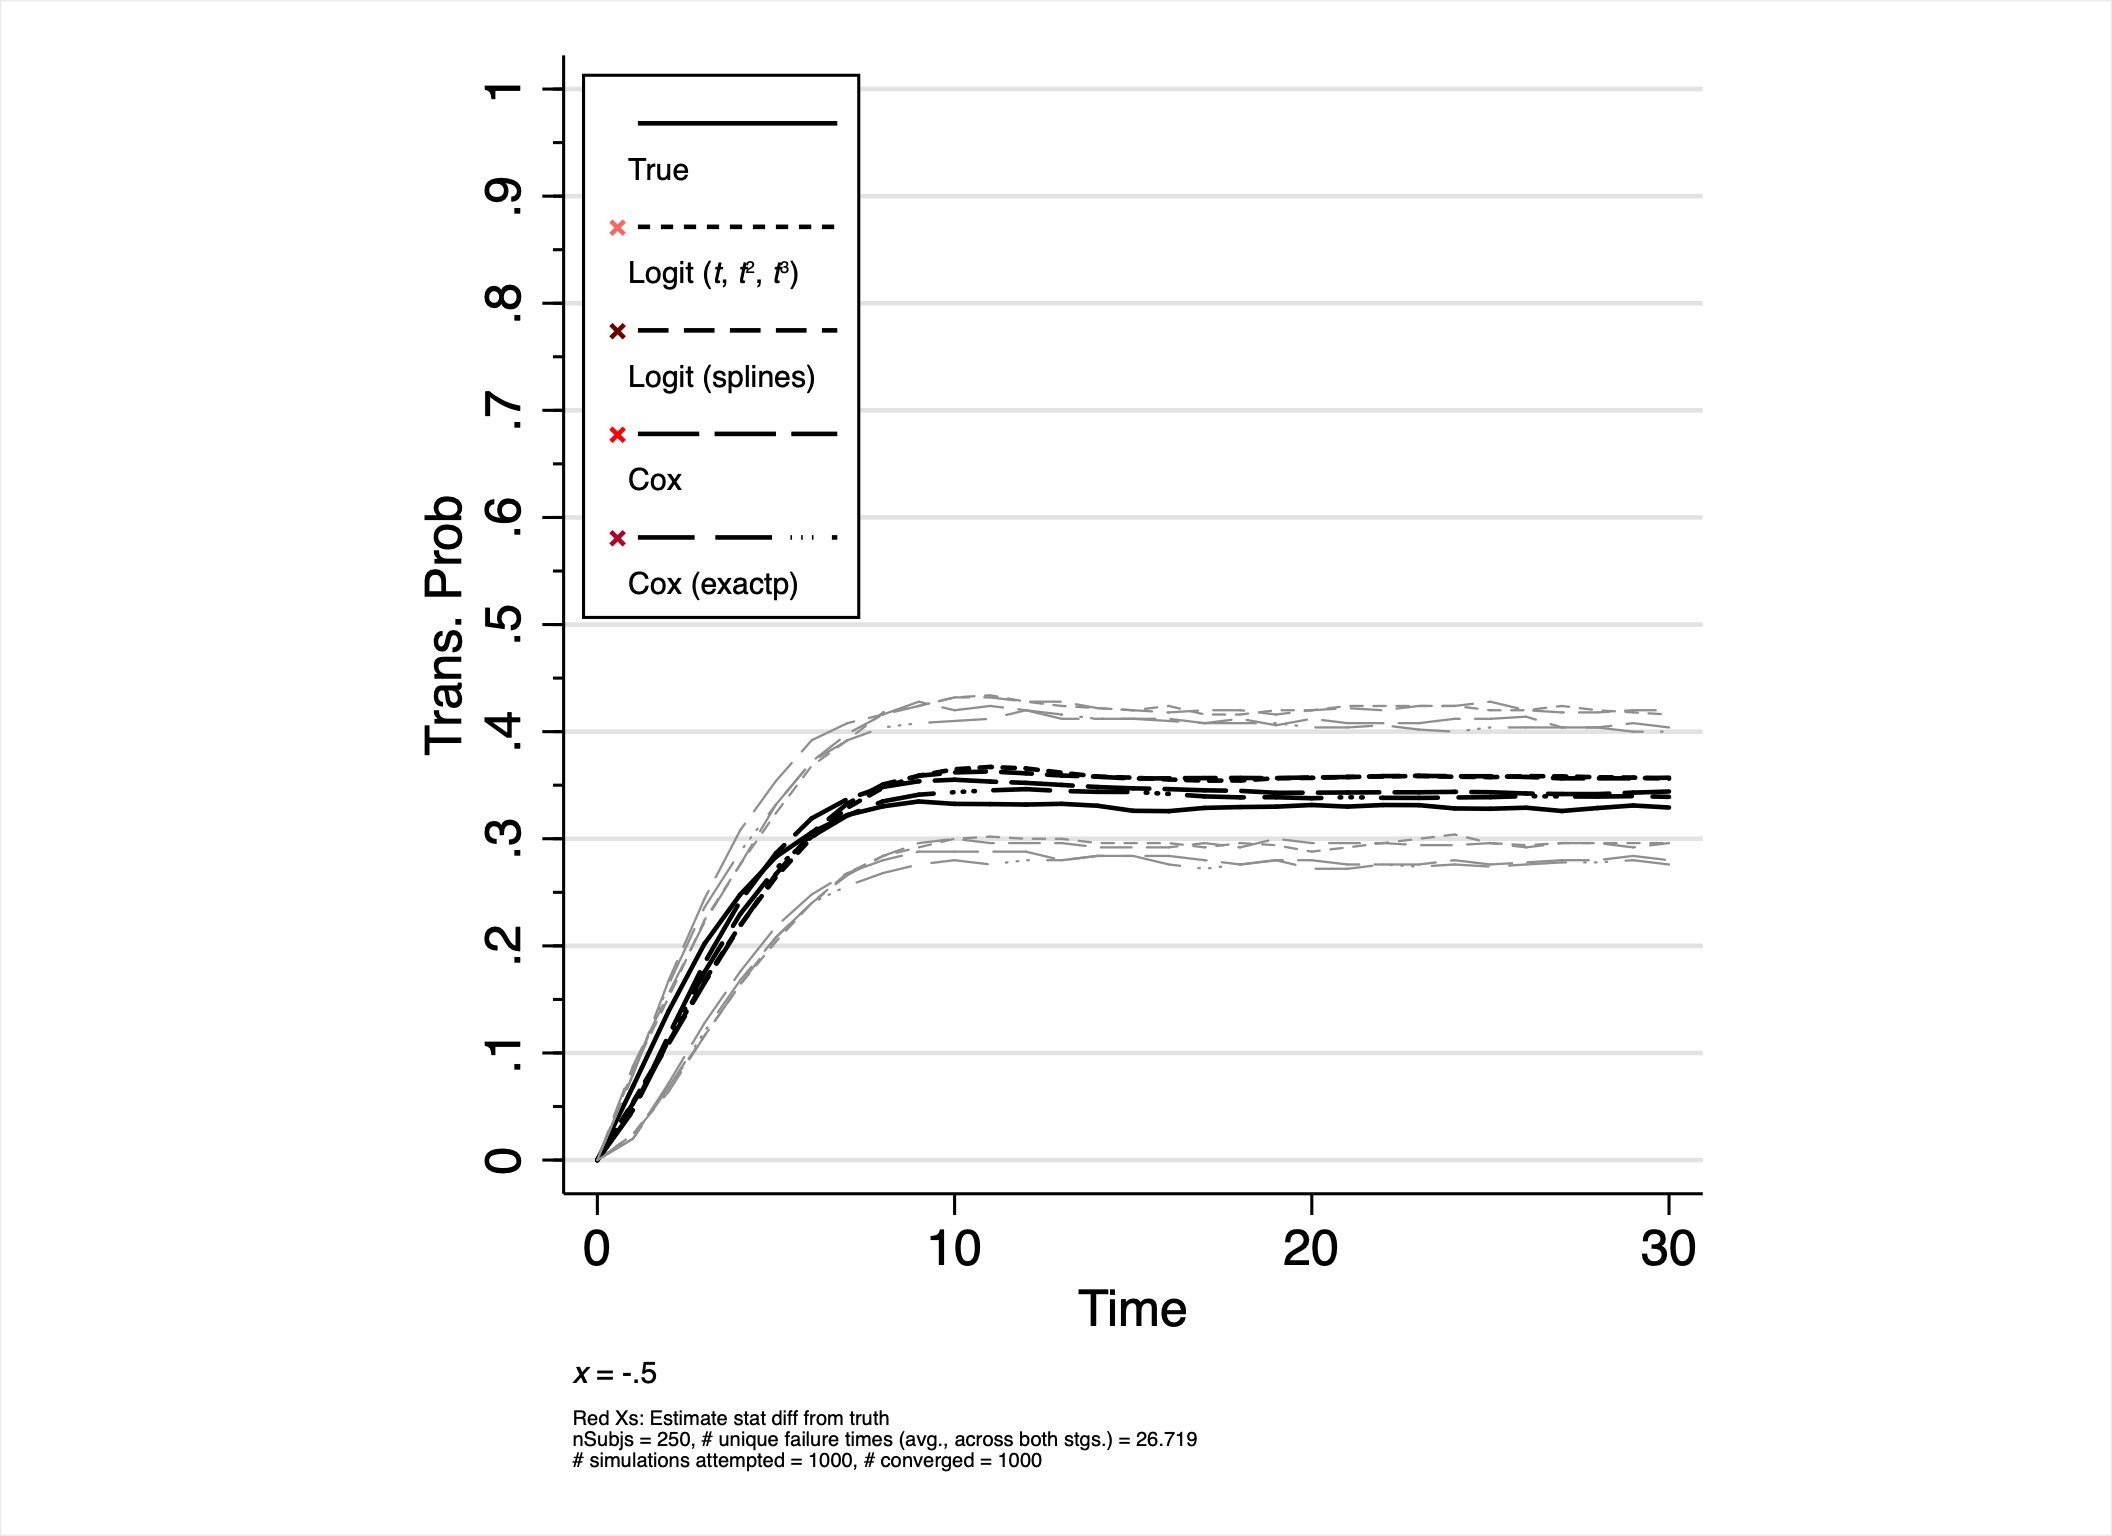 1
.9
.8
.7
.6
.5
.4
.3
.2
.1
0
Trans. Prob
True
Logit (t, t², t³)
Logit (splines)
Cox
Cox (exactp)
0 10 20 30
Time
x = -.5
Red Xs: Estimate stat diff from truth
nSubjs = 250, # unique failure times (avg., across both stgs.) = 26.719
# simulations attempted = 1000, # converged = 1000